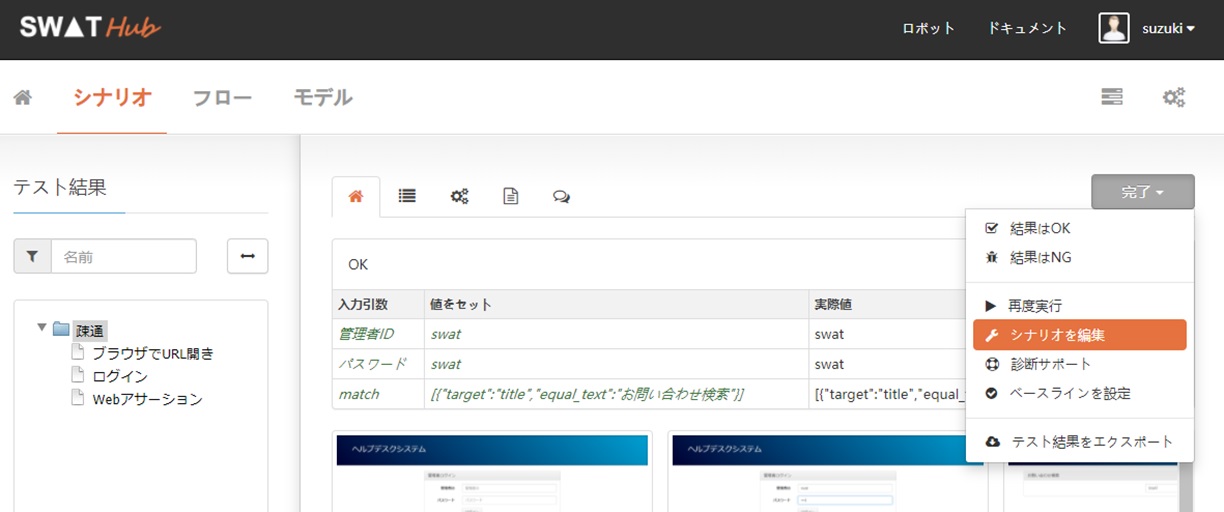 SWAT Hub
ロボット ドキュメント suzuki
シナリオ フロー モデル
テスト結果
完了
名前
結果はOK
結果はNG
再度実行
シナリオを編集
診断サポート
ベースラインを設定
テスト結果をエクスポート
疎通
ブラウザでURL開き
ログイン
Webアサーション
OK
入力引数 値をセット 実際値
管理者ID swat swat
パスワード swat swat
match [{"target":"title","equal_text":"お問い合わせ検索"}] [{"target":"title","equal_te
ヘルプデスクシステム ヘルプデスクシステム